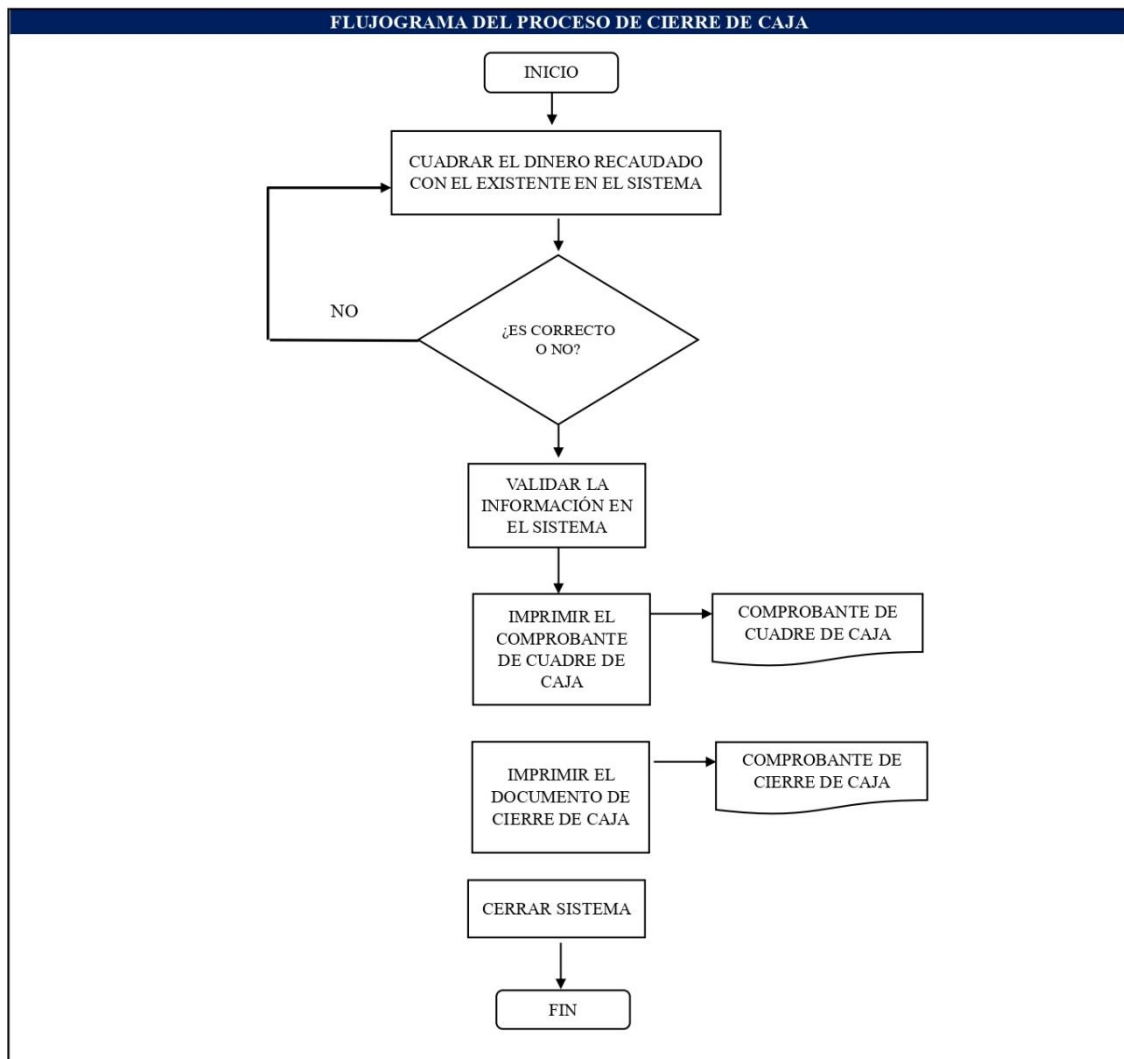 FLUJOGRAMA DEL PROCESO DE CIERRE DE CAJA
INICIO
CUADRAR EL DINERO RECAUDADO
CON EL EXISTENTE EN EL SISTEMA
NO
¿ES CORRECTO
O NO?
VALIDAR LA
INFORMACIÓN EN
EL SISTEMA
IMPRIMIR EL
COMPROBANTE
DE CUADRE DE
CAJA
COMPROBANTE DE
CUADRE DE CAJA
IMPRIMIR EL
DOCUMENTO DE
CIERRE DE CAJA
COMPROBANTE DE
CIERRE DE CAJA
CERRAR SISTEMA
FIN